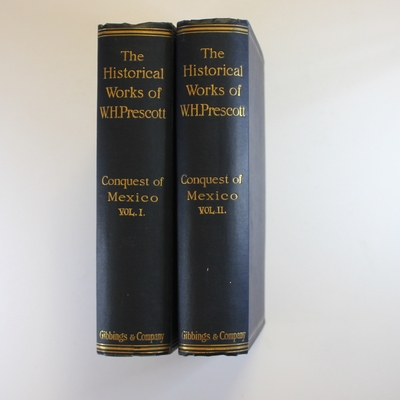 The
Historical
Works of
W.H.Prescott
Conquest of
Mexico
VOL. I.
Gibbings & Company
The
Historical
Works of
W.H.Prescott
Conquest of
Mexico
VOL. II.
Gibbings & Company